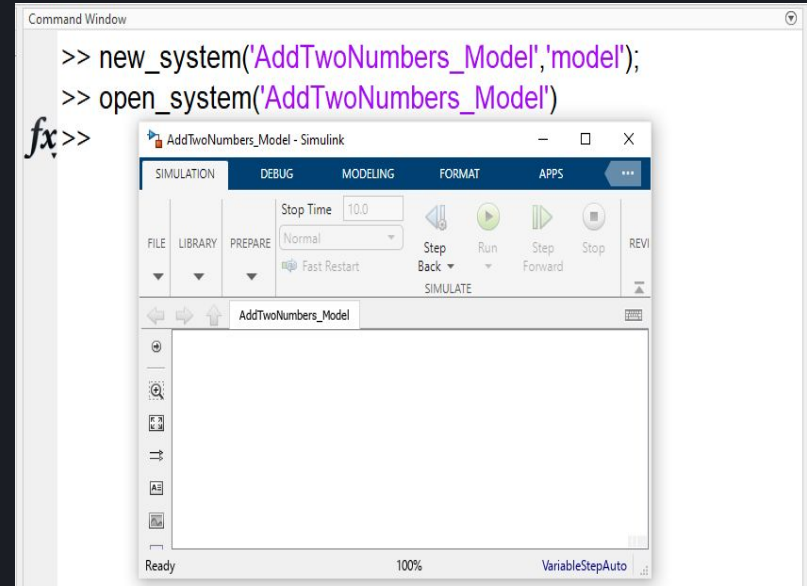 Command Window
>> new_system('AddTwoNumbers_Model','model');
>> open_system('AddTwoNumbers_Model')
fx >>
AddTwoNumbers_Model - Simulink
SIMULATION DEBUG MODELING FORMAT APPS
Stop Time 10.0
FILE LIBRARY PREPARE Normal Step Back Run Step Forward Stop REVI
Fast Restart
SIMULATE
AddTwoNumbers_Model
Ready 100% VariableStepAuto